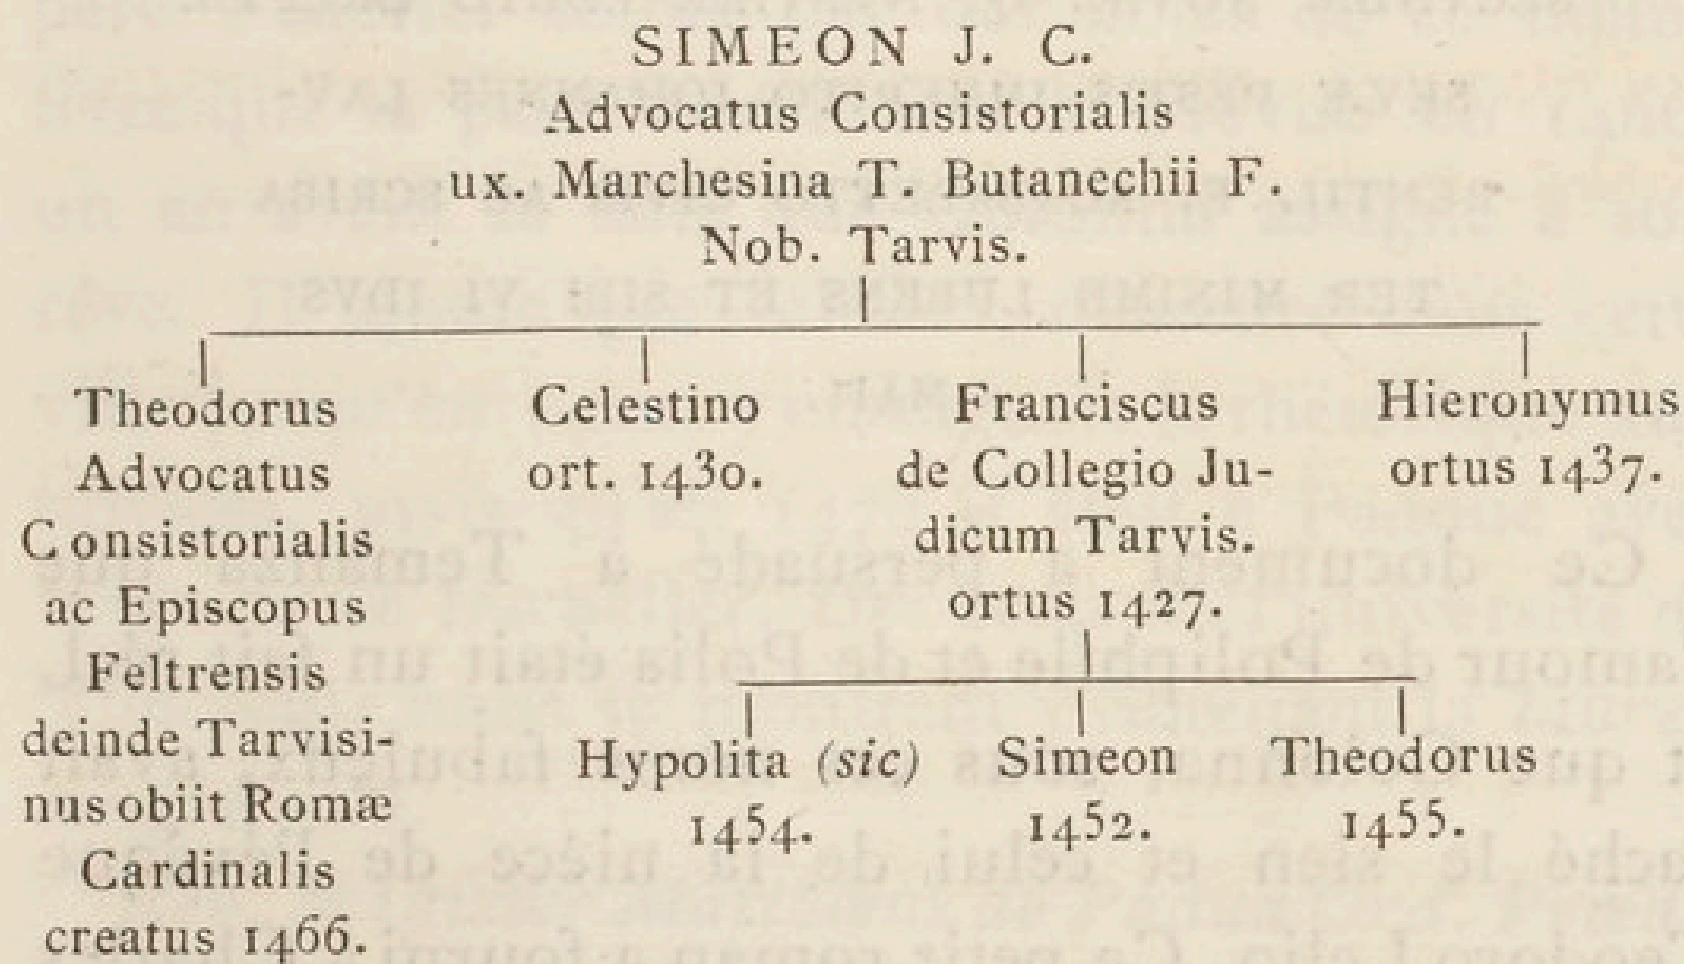 SIMEON J. C.
Advocatus Consistorialis
ux. Marchesina T. Butanechii F.
Nob. Tarvis.
Theodorus
Advocatus
Consistorialis
ac Episcopus
Feltrensis
deinde Tarvisi-
nus obiit Romæ
Cardinalis
creatus 1466.
Celestino
ort. 1430.
Franciscus
de Collegio Ju-
dicum Tarvis.
ortus 1427.
Hieronymus
ortus 1437.
Hypolita (sic)
1454.
Simeon
1452.
Theodorus
1455.